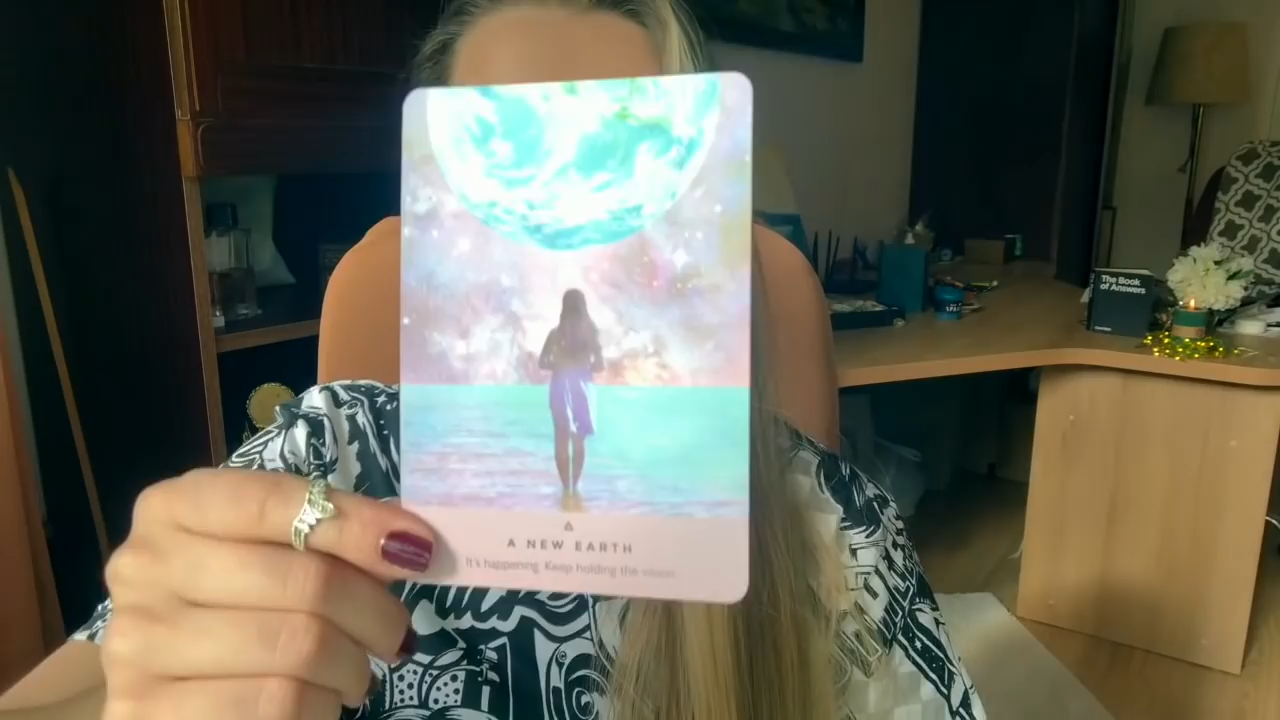 A NEW EARTH
It's happening. Keep holding the vision.
The Book
of Answers